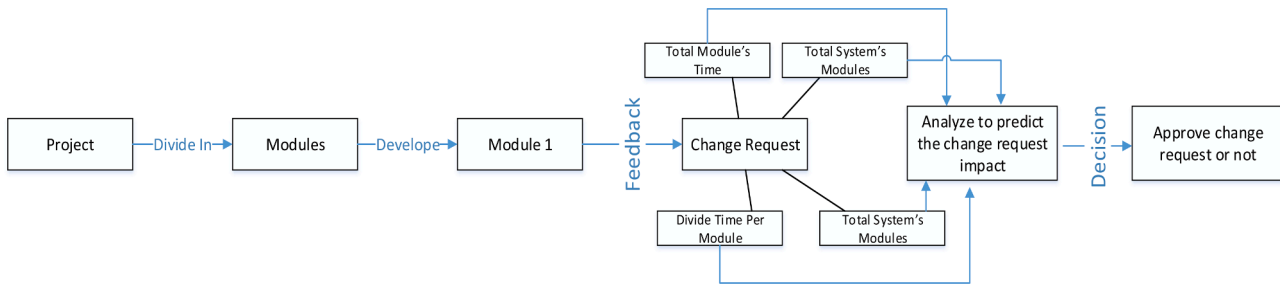 Project
Divide In
Modules
Develope
Module 1
Feedback
Total Module's
Time
Total System's
Modules
Change Request
Divide Time Per
Module
Total System's
Modules
Analyze to predict
the change request
impact
Decision
Approve change
request or not